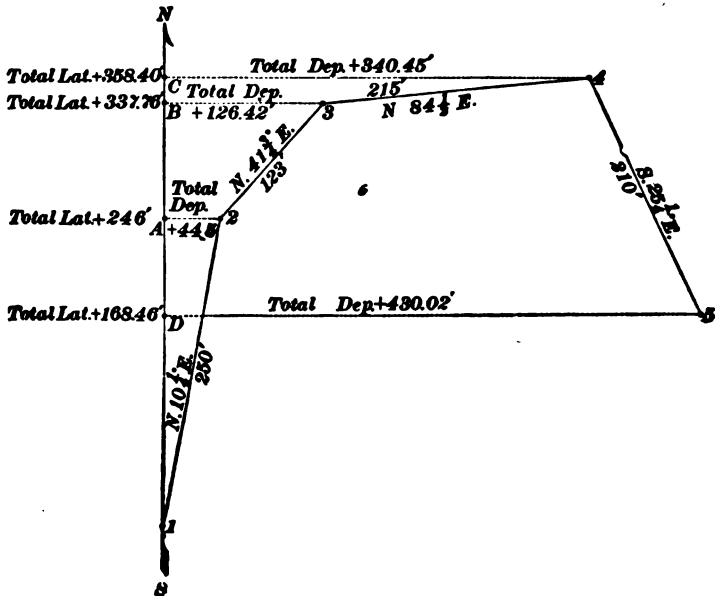 N
Total Lat.+358.40'
C
Total Dep.+340.45'
4
Total Lat.+337.76'
B
Total Dep.
+126.42'
3
215'
N 84½ E.
N. 41¾° E.
123'
Total
Dep.
+44.5
2
Total Lat.+246'
A
6
S. 25¼° E.
210'
Total Lat.+168.46'
D
Total Dep.+430.02'
5
N. 10¼° E.
250'
1
S